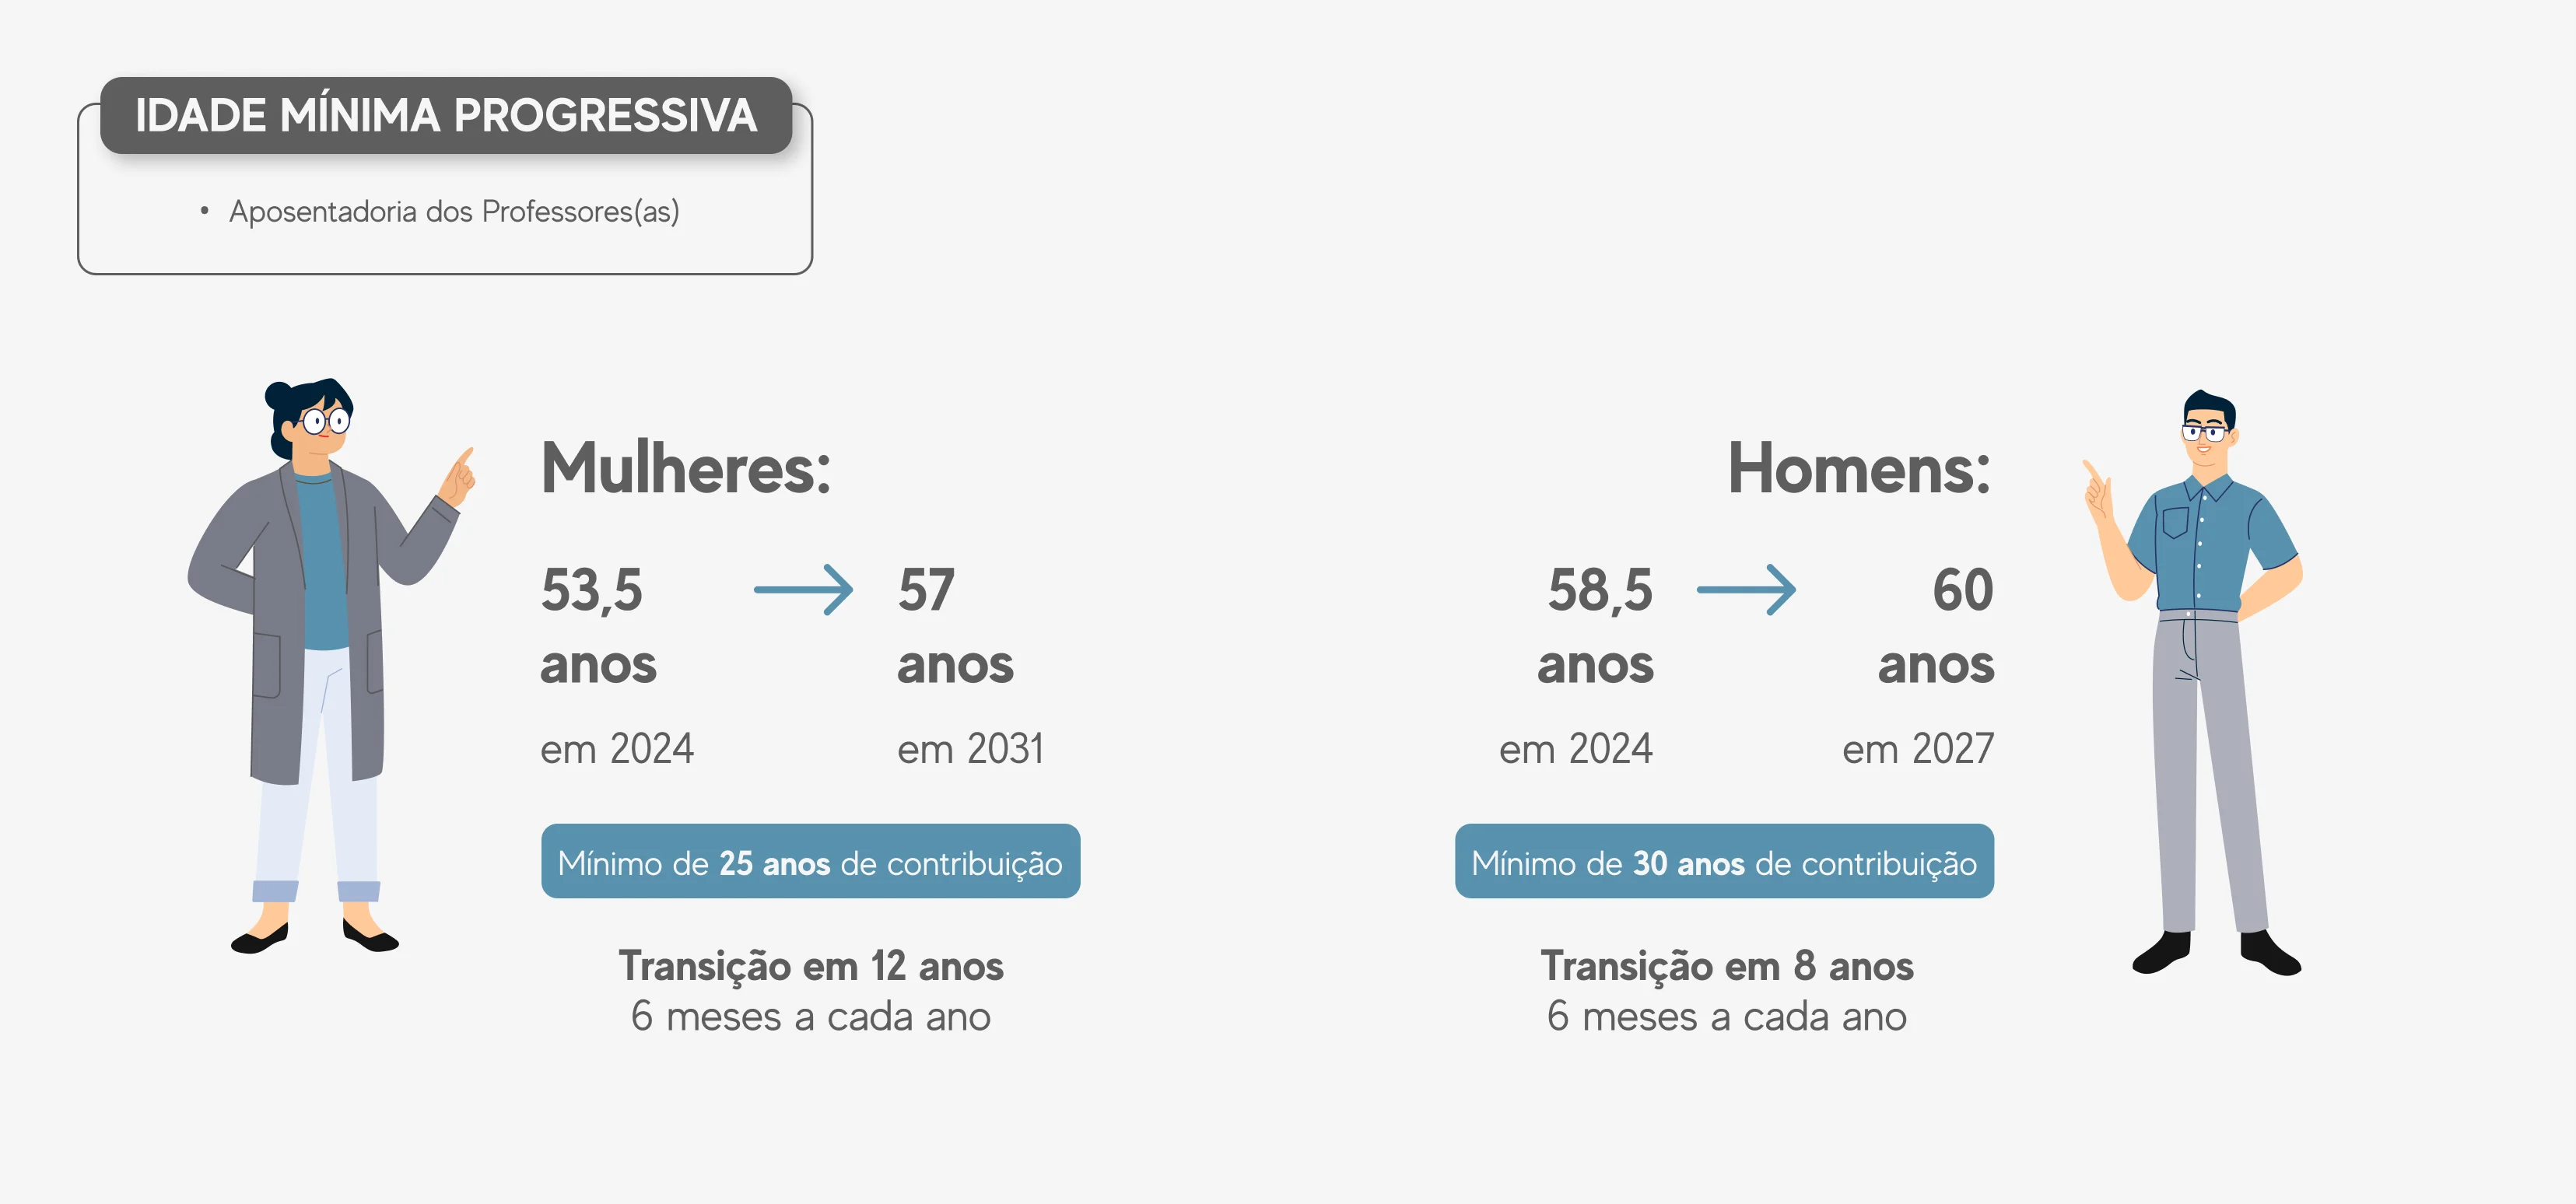 IDADE MÍNIMA PROGRESSIVA
• Aposentadoria dos Professores(as)
Mulheres:
53,5 anos
em 2024
57 anos
em 2031
Mínimo de 25 anos de contribuição
Transição em 12 anos
6 meses a cada ano
Homens:
58,5 anos
em 2024
60 anos
em 2027
Mínimo de 30 anos de contribuição
Transição em 8 anos
6 meses a cada ano